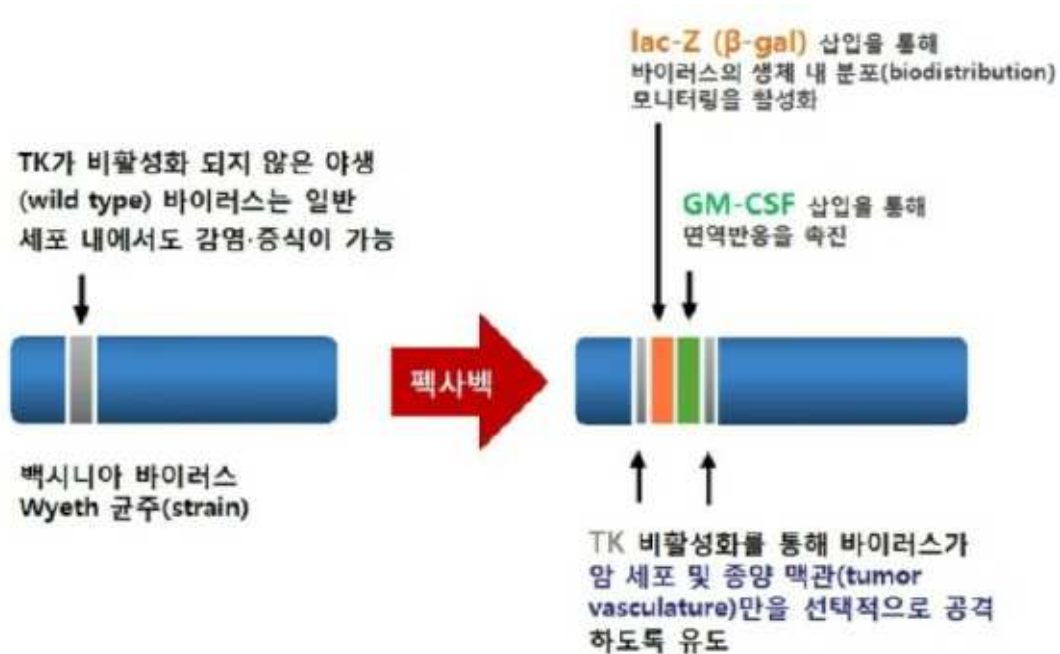 lac-Z (β-gal) 삽입을 통해
바이러스의 생체 내 분포(biodistribution)
모니터링을 활성화
TK가 비활성화 되지 않은 야생
(wild type) 바이러스는 일반
세포 내에서도 감염·증식이 가능
GM-CSF 삽입을 통해
면역반응을 촉진
펙사벡
백시니아 바이러스
Wyeth 균주(strain)
TK 비활성화를 통해 바이러스가
암 세포 및 종양 맥관(tumor
vasculature)만을 선택적으로 공격
하도록 유도